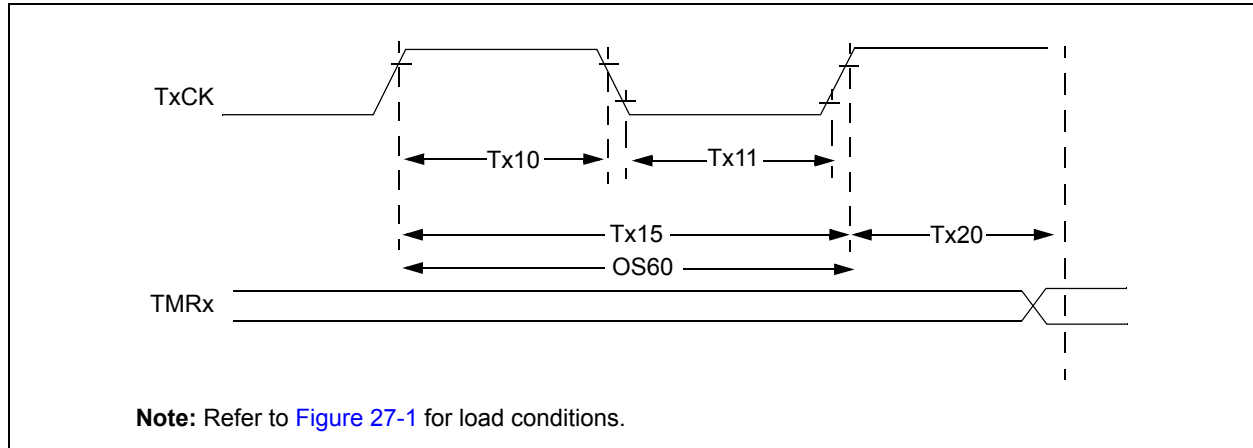 TxCK
Tx10
Tx11
Tx15
Tx20
OS60
TMRx
Note: Refer to Figure 27-1 for load conditions.